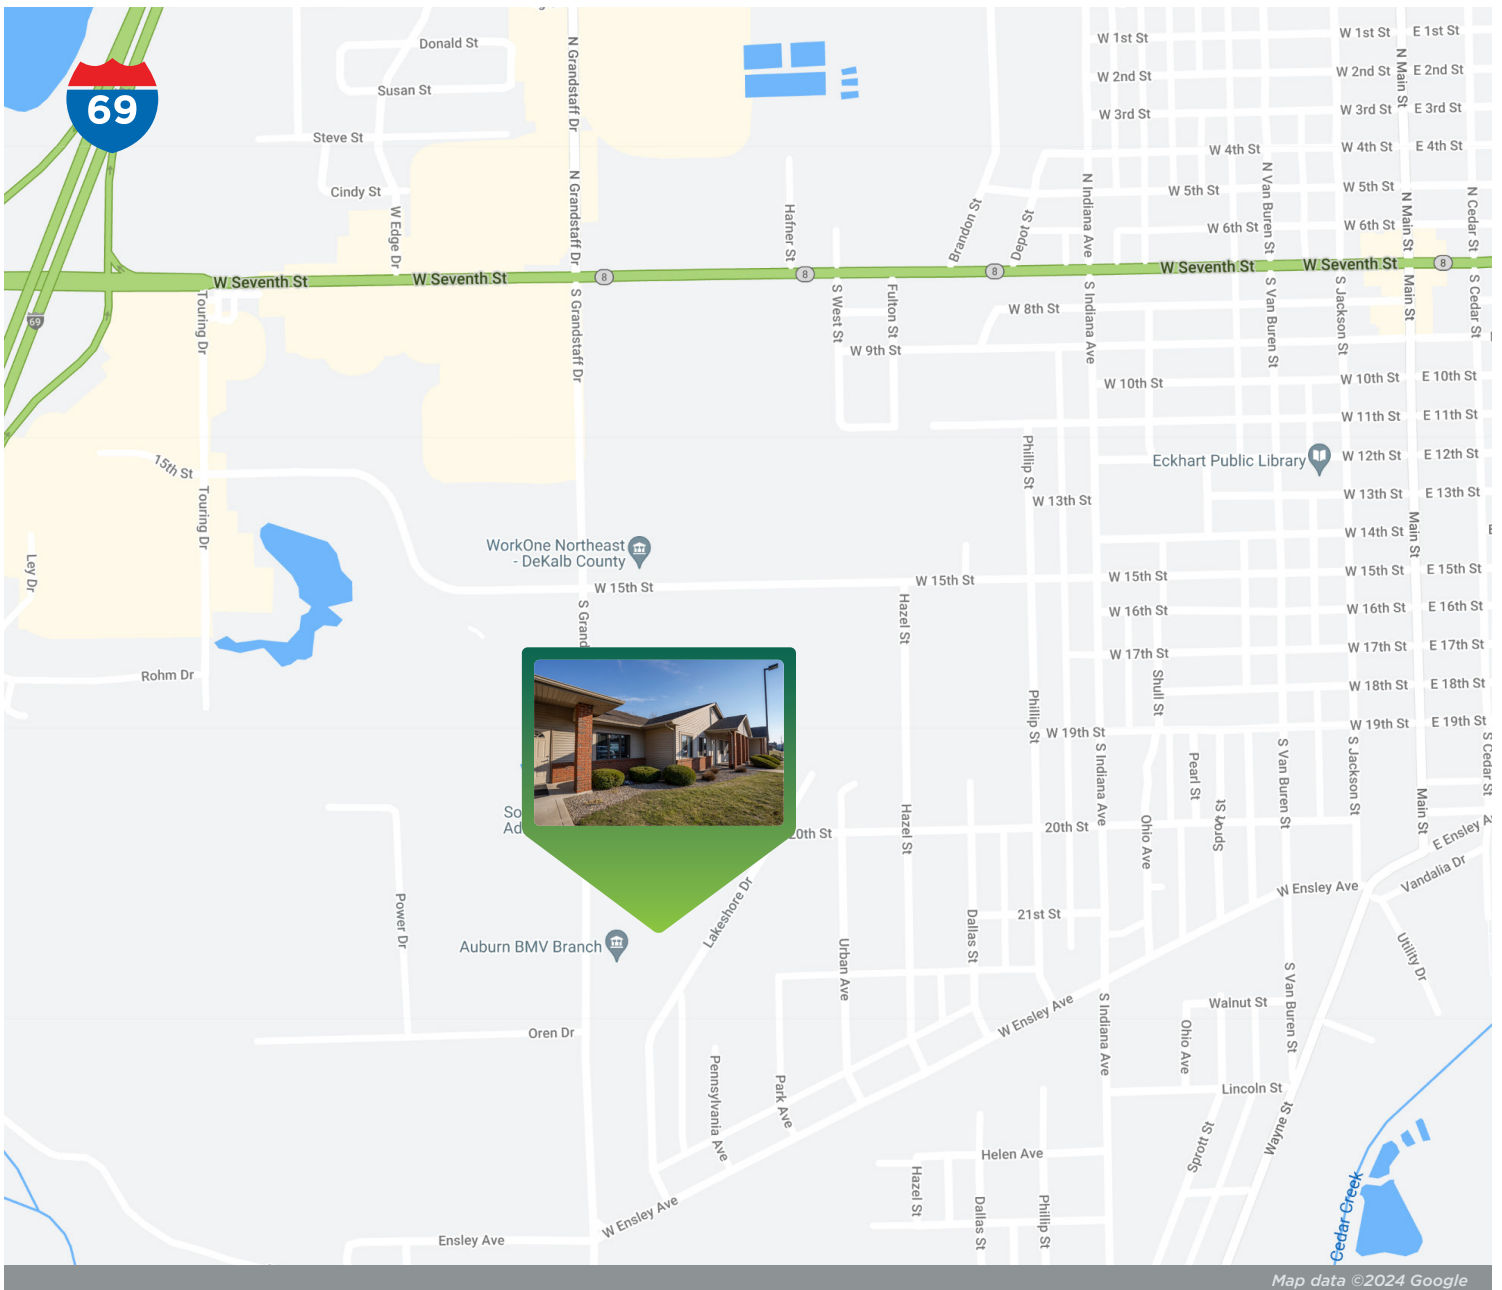 Donald St
Susan St
Steve St
Cindy St
W Edge Dr
N Grandstaff Dr
N Grandstaff Dr
69
Hafner St
Brandon St
Depot St
N Indiana Ave
W 1st St
W 2nd St
W 3rd St
W 4th St
W 5th St
W 6th St
N Van Buren St
W 1st St
E 1st St
W 2nd St
E 2nd St
W 3rd St
E 3rd St
W 4th St
E 4th St
W 5th St
W 6th St
N Main St
N Main St
N Cedar St
W Seventh St
W Seventh St
8
8
8
W Seventh St
W Seventh St
8
69
Touring Dr
S Grandstaff Dr
S West St
Fulton St
W 8th St
W 9th St
S Indiana Ave
S Van Buren St
S Jackson St
Main St
S Cedar St
W 10th St
W 10th St
E 10th St
W 11th St
E 11th St
15th St
Touring Dr
Phillip St
Eckhart Public Library
W 12th St
E 12th St
W 13th St
W 13th St
E 13th St
W 14th St
Main St
Ley Dr
WorkOne Northeast
- DeKalb County
W 15th St
W 15th St
W 15th St
W 15th St
E 15th St
S Grand
Hazel St
W 16th St
W 16th St
E 16th St
W 17th St
W 17th St
E 17th St
Rohm Dr
Shull St
W 18th St
E 18th St
Phillip St
W 19th St
W 19th St
E 19th St
S Indiana Ave
Pearl St
S Van Buren St
S Jackson St
S Cedar St
So
Ad
20th St
Hazel St
20th St
Ohio Ave
Sport St
Main St
E Ensley A
Vandalia Dr
W Ensley Ave
Power Dr
Auburn BMV Branch
Lakeshore Dr
Urban Ave
Dallas St
21st St
Utility Dr
Oren Dr
W Ensley Ave
S Indiana Ave
Walnut St
Ohio Ave
S Van Buren St
Pennsylvania Ave
Park Ave
Lincoln St
Sprott St
Wayne St
Helen Ave
Hazel St
Dallas St
Phillip St
Cedar Creek
Ensley Ave
W Ensley Ave
Map data ©2024 Google